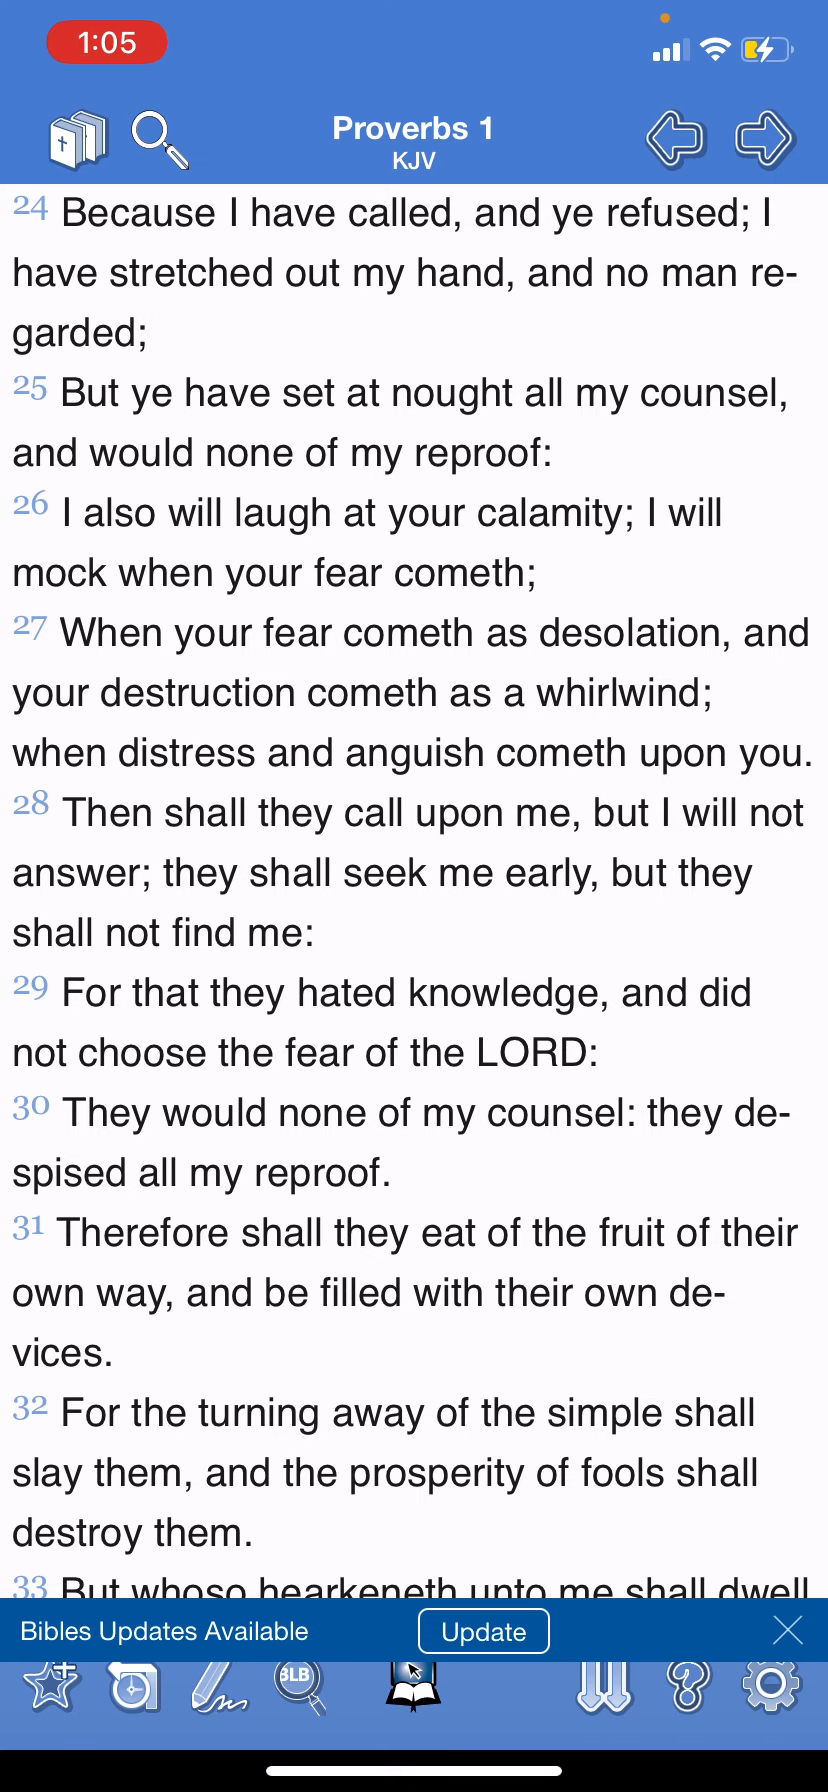 1:05
Proverbs 1
KJV
24 Because I have called, and ye refused; I
have stretched out my hand, and no man re-
garded;
25 But ye have set at nought all my counsel,
and would none of my reproof:
26 I also will laugh at your calamity; I will
mock when your fear cometh;
27 When your fear cometh as desolation, and
your destruction cometh as a whirlwind;
when distress and anguish cometh upon you.
28 Then shall they call upon me, but I will not
answer; they shall seek me early, but they
shall not find me:
29 For that they hated knowledge, and did
not choose the fear of the LORD:
30 They would none of my counsel: they de-
spised all my reproof.
31 Therefore shall they eat of the fruit of their
own way, and be filled with their own de-
vices.
32 For the turning away of the simple shall
slay them, and the prosperity of fools shall
destroy them.
33 But whoso hearkeneth unto me shall dwell
Bibles Updates Available Update
BLB